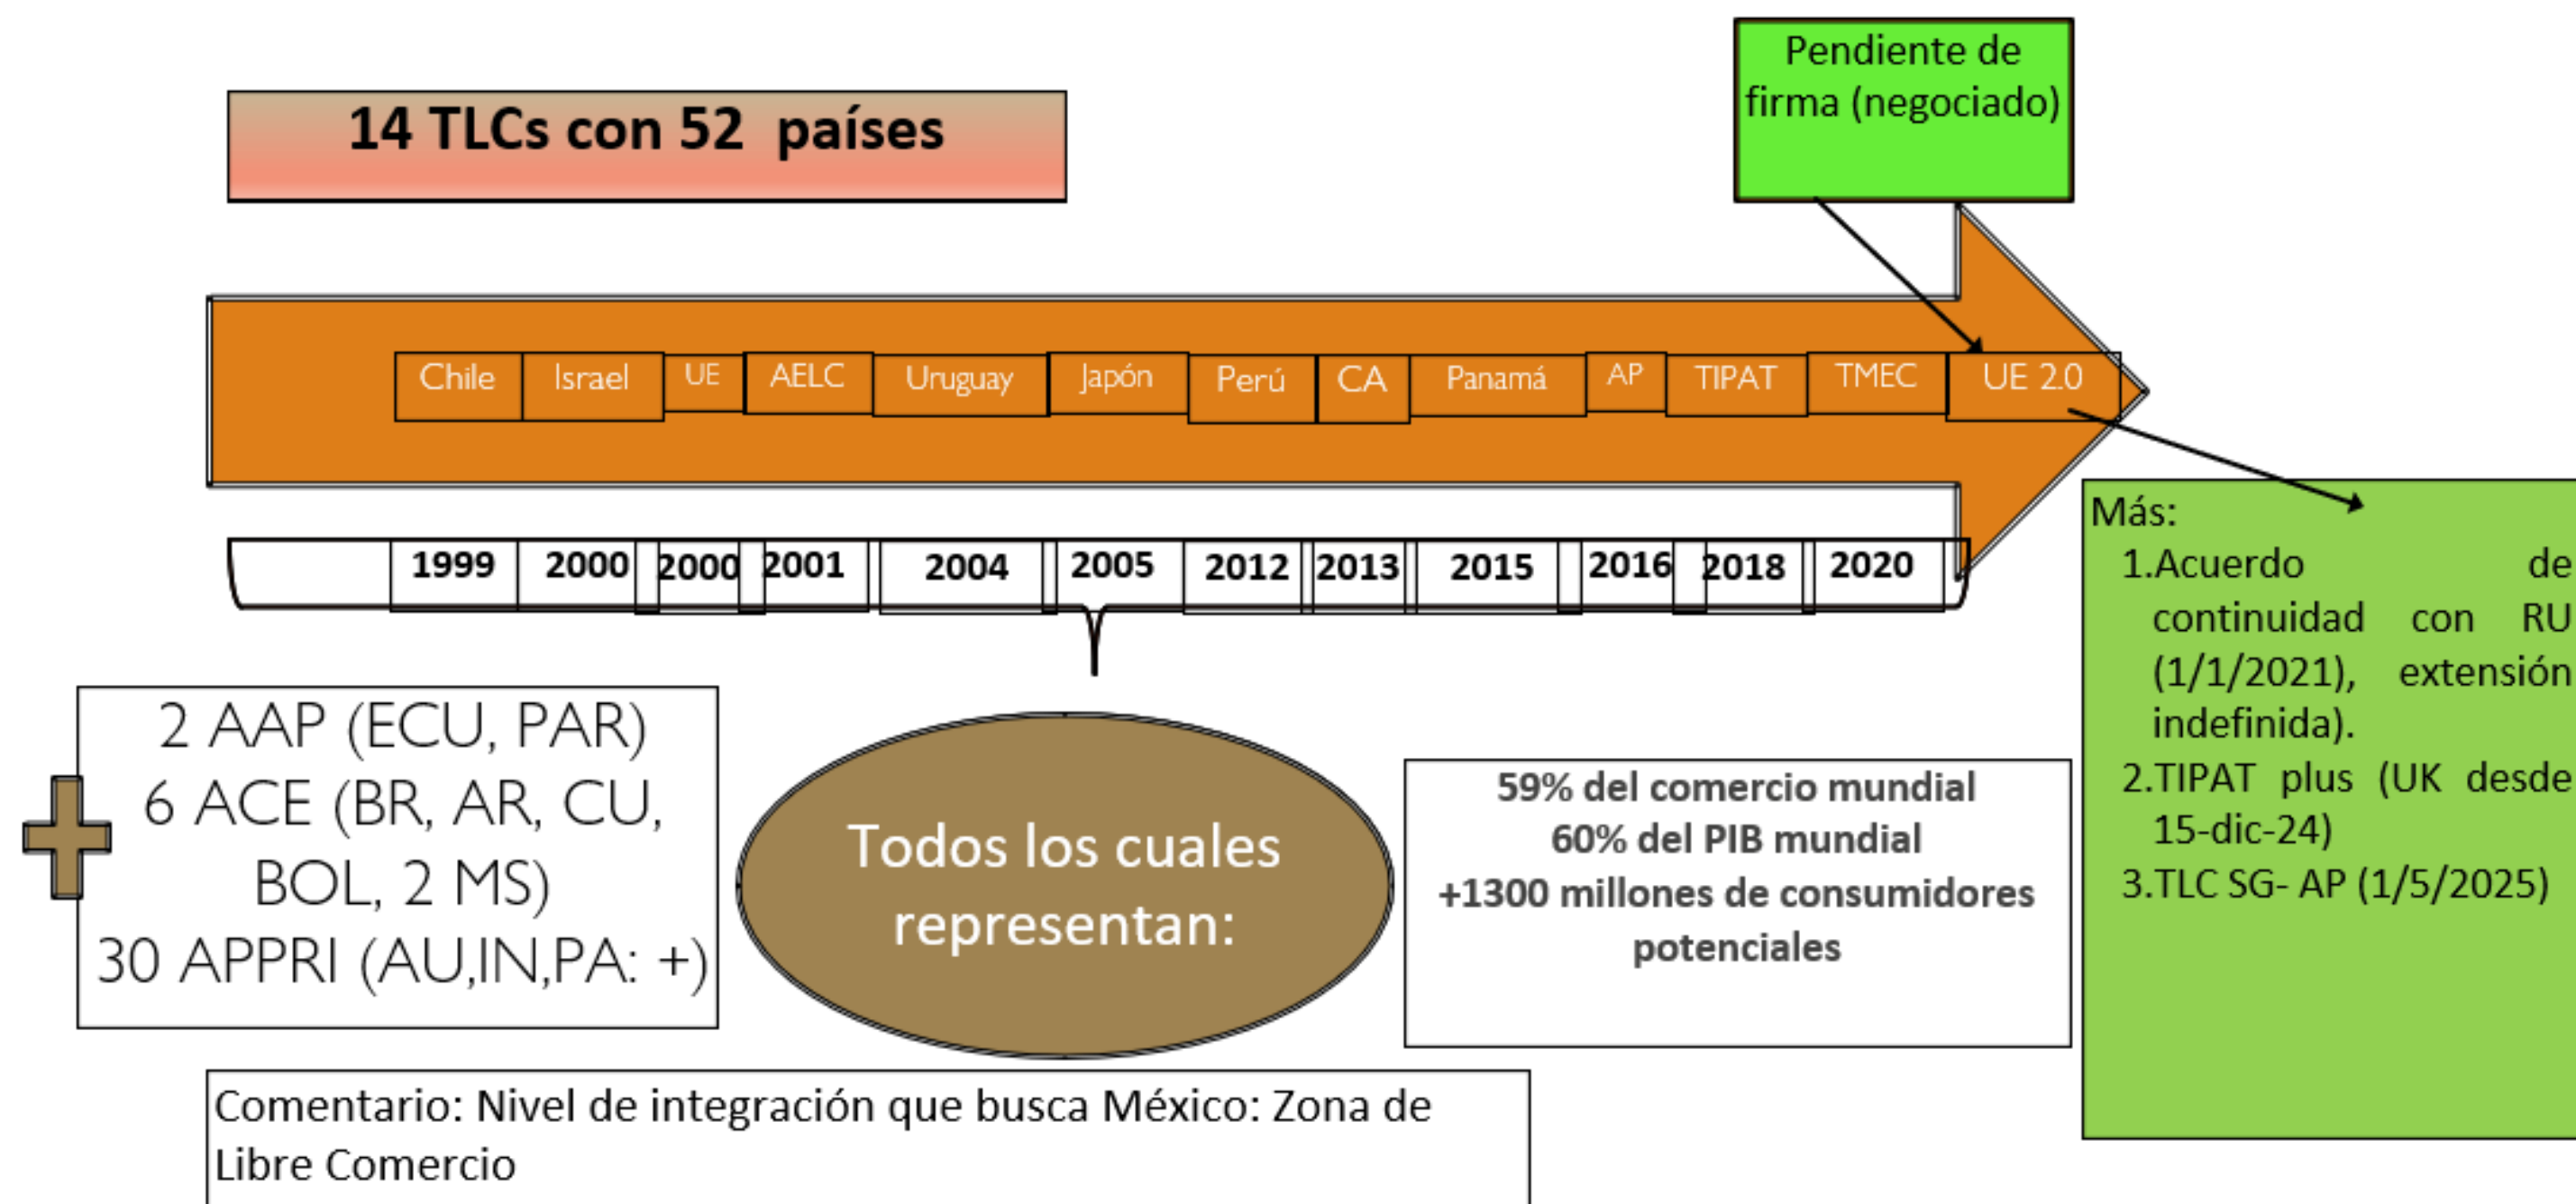 Pendiente de
firma (negociado)
14 TLCs con 52 países
Chile Israel UE AELC Uruguay Japón Perú CA Panamá AP TIPAT TMEC UE 2.0
1999 2000 2000 2001 2004 2005 2012 2013 2015 2016 2018 2020
Más:
1.Acuerdo de
continuidad con RU
(1/1/2021), extensión
indefinida).
2.TIPAT plus (UK desde
15-dic-24)
3.TLC SG- AP (1/5/2025)
2 AAP (ECU, PAR)
6 ACE (BR, AR, CU,
BOL, 2 MS)
30 APPRI (AU,IN,PA: +)
Todos los cuales
representan:
59% del comercio mundial
60% del PIB mundial
+1300 millones de consumidores
potenciales
Comentario: Nivel de integración que busca México: Zona de
Libre Comercio